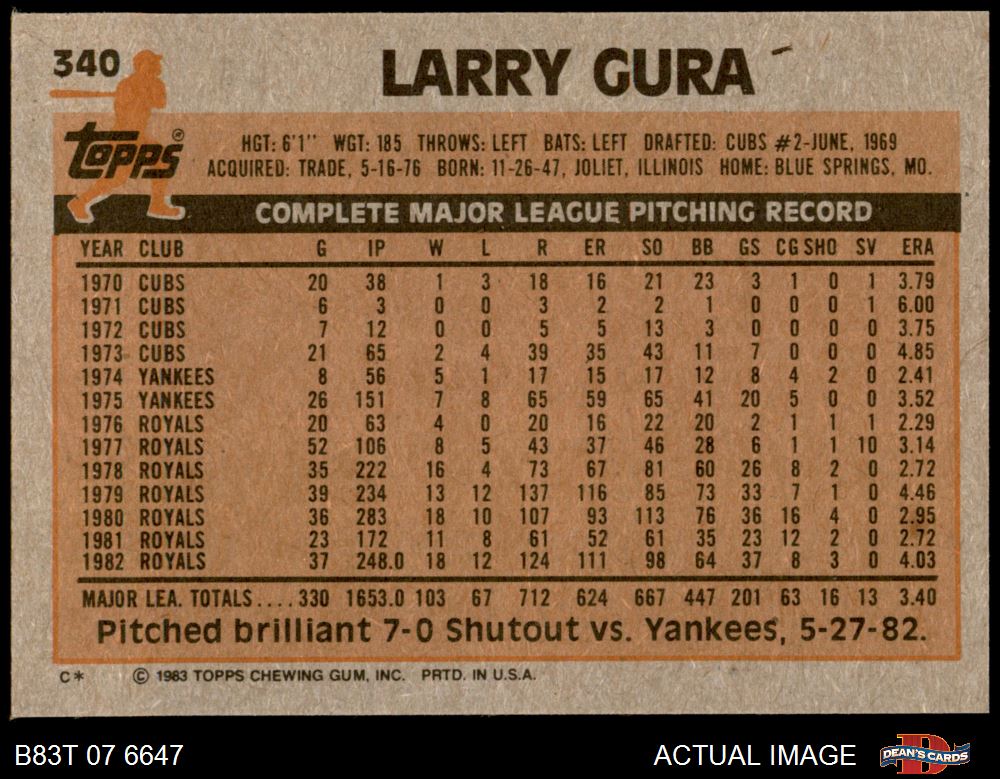 340
LARRY GURA
Topps®
HGT: 6'1" WGT: 185 THROWS: LEFT BATS: LEFT DRAFTED: CUBS #2-JUNE, 1969
ACQUIRED: TRADE, 5-16-76 BORN: 11-26-47, JOLIET, ILLINOIS HOME: BLUE SPRINGS, MO.
COMPLETE MAJOR LEAGUE PITCHING RECORD
YEAR CLUB G IP W L R ER SO BB GS CG SHO SV ERA
1970 CUBS 20 38 1 3 18 16 21 23 3 1 0 1 3.79
1971 CUBS 6 3 0 0 3 2 2 1 0 0 0 1 6.00
1972 CUBS 7 12 0 0 5 5 13 3 0 0 0 0 3.75
1973 CUBS 21 65 2 4 39 35 43 11 7 0 0 0 4.85
1974 YANKEES 8 56 5 1 17 15 17 12 8 4 2 0 2.41
1975 YANKEES 26 151 7 8 65 59 65 41 20 5 0 0 3.52
1976 ROYALS 20 63 4 0 20 16 22 20 2 1 1 1 2.29
1977 ROYALS 52 106 8 5 43 37 46 28 6 1 1 10 3.14
1978 ROYALS 35 222 16 4 73 67 81 60 26 8 2 0 2.72
1979 ROYALS 39 234 13 12 137 116 85 73 33 7 1 0 4.46
1980 ROYALS 36 283 18 10 107 93 113 76 36 16 4 0 2.95
1981 ROYALS 23 172 11 8 61 52 61 35 23 12 2 0 2.72
1982 ROYALS 37 248.0 18 12 124 111 98 64 37 8 3 0 4.03
MAJOR LEA. TOTALS.... 330 1653.0 103 67 712 624 667 447 201 63 16 13 3.40
Pitched brilliant 7-0 Shutout vs. Yankees, 5-27-82.
C* © 1983 TOPPS CHEWING GUM, INC. PRTD. IN U.S.A.
B83T 07 6647 ACTUAL IMAGE DEAN'S CARDS